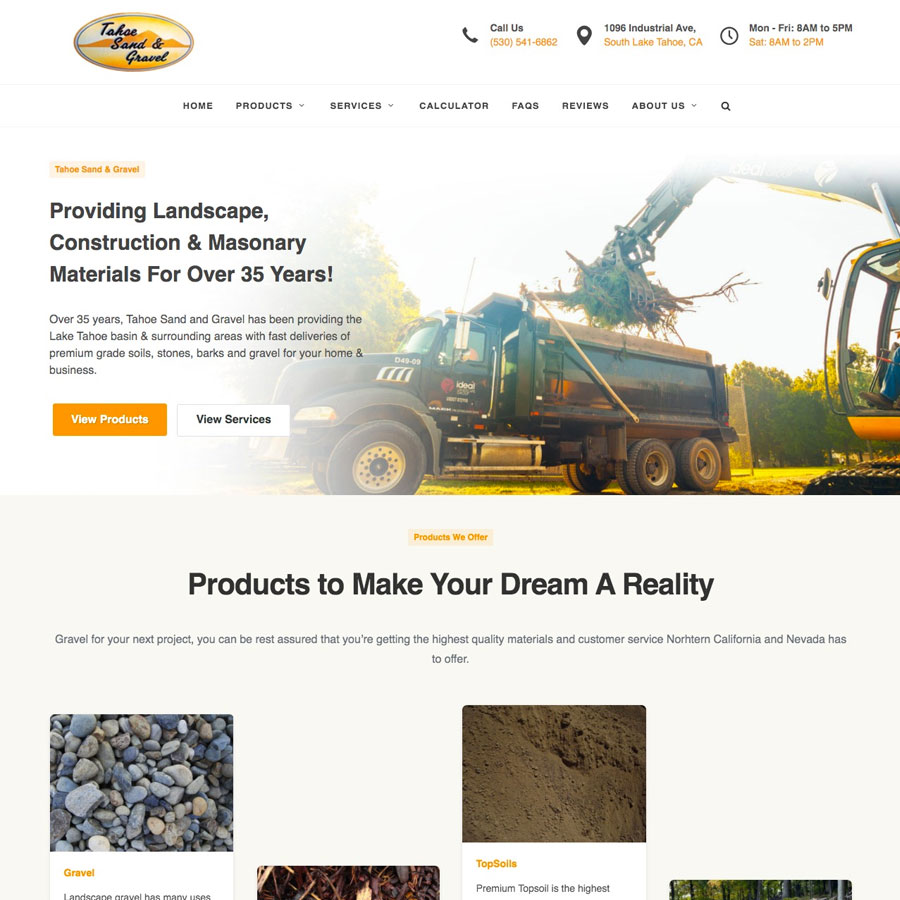 Tahoe
Sand &
Gravel
Call Us
(530) 541-6862
1096 Industrial Ave,
South Lake Tahoe, CA
Mon - Fri: 8AM to 5PM
Sat: 8AM to 2PM
HOME PRODUCTS SERVICES CALCULATOR FAQS REVIEWS ABOUT US
Tahoe Sand & Gravel
Providing Landscape,
Construction & Masonary
Materials For Over 35 Years!
Over 35 years, Tahoe Sand and Gravel has been providing the
Lake Tahoe basin & surrounding areas with fast deliveries of
premium grade soils, stones, barks and gravel for your home &
business.
View Products
View Services
ideal
D49-09
ideal
Products We Offer
Products to Make Your Dream A Reality
Gravel for your next project, you can be rest assured that you're getting the highest quality materials and customer service Norhtern California and Nevada has
to offer.
Gravel
Landscape gravel has many uses
TopSoils
Premium Topsoil is the highest